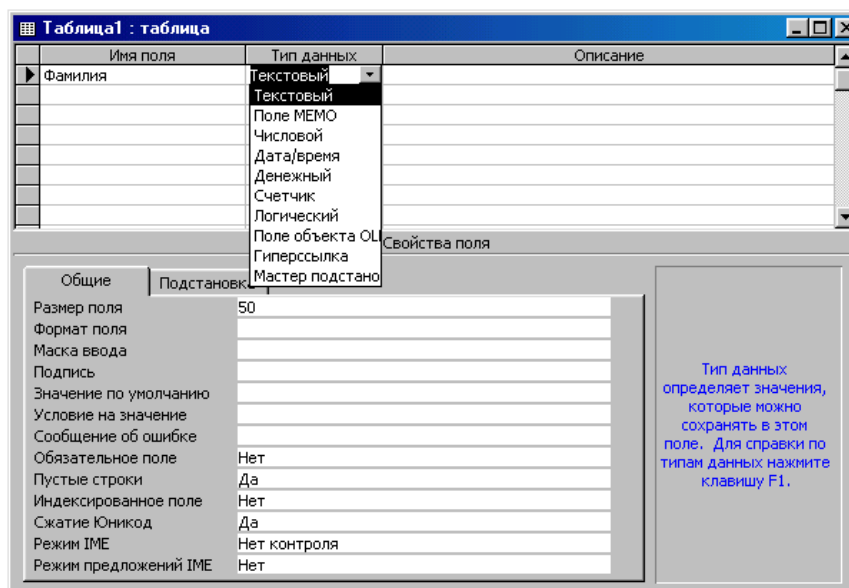 Таблица1 : таблица
Имя поля Тип данных Описание
Фамилия Текстовый
Текстовый
Поле МЕМО
Числовой
Дата/время
Денежный
Счетчик
Логический
Поле объекта OL
Гиперссылка
Мастер подстано
Свойства поля
Общие Подстановка
Размер поля 50
Формат поля
Маска ввода
Подпись
Значение по умолчанию
Условие на значение
Сообщение об ошибке
Обязательное поле Нет
Пустые строки Да
Индексированное поле Нет
Сжатие Юникод Да
Режим IME Нет контроля
Режим предложений IME Нет
Тип данных
определяет значения,
которые можно
сохранять в этом
поле. Для справки по
типам данных нажмите
клавишу F1.